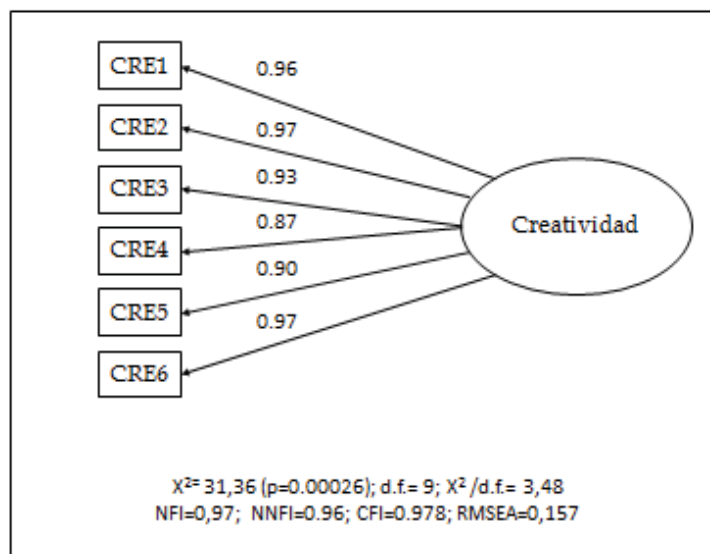 CRE1
0.96
CRE2
0.97
CRE3
0.93
CRE4
0.87
CRE5
0.90
CRE6
0.97
Creatividad
X²⁼ 31,36 (p=0.00026); d.f.= 9; X² /d.f.= 3,48
NFI=0,97; NNFI=0.96; CFI=0.978; RMSEA=0,157